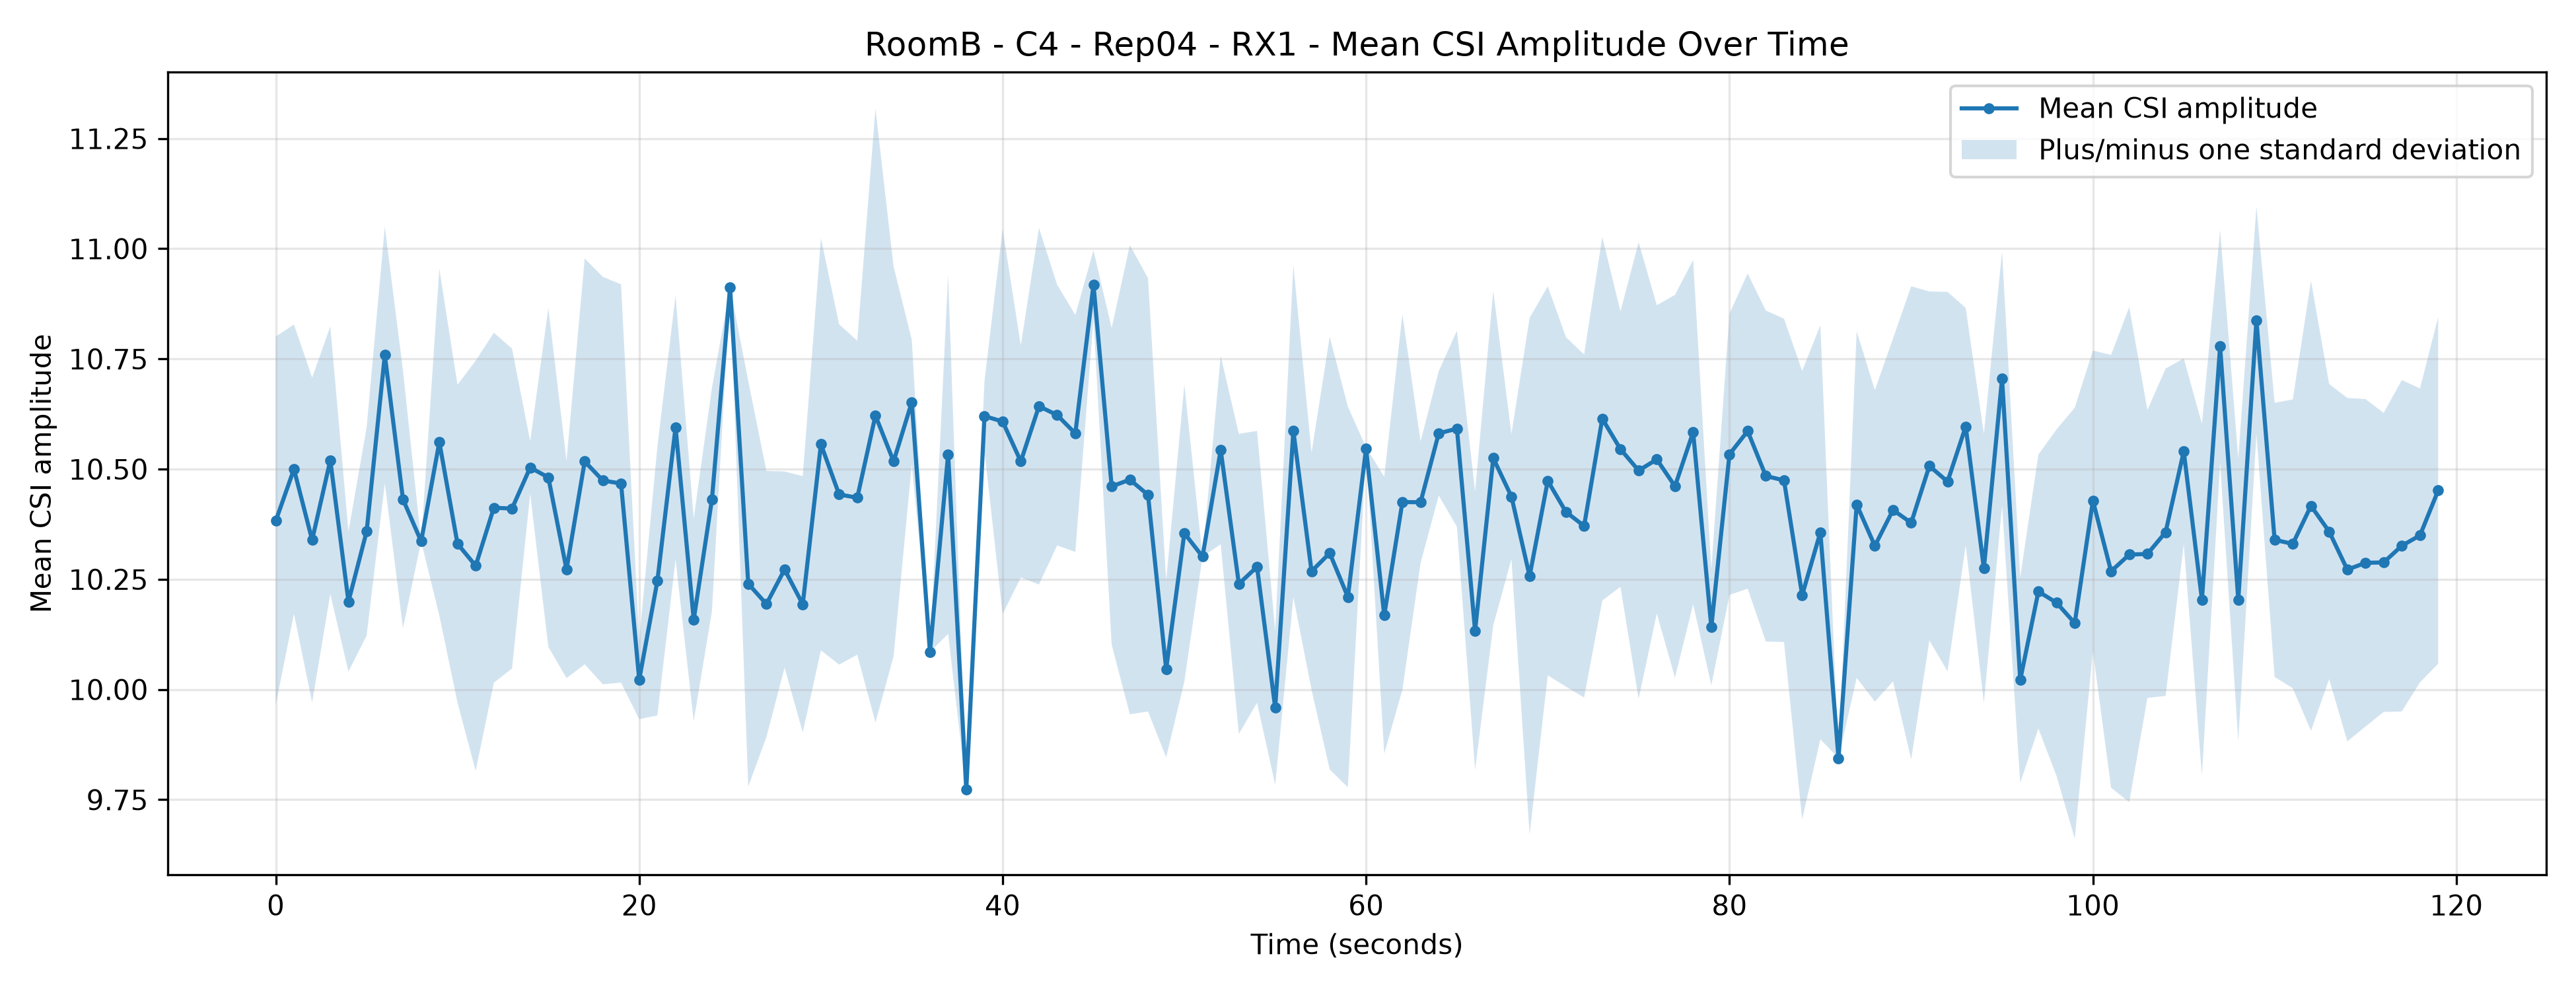 RoomB - C4 - Rep04 - RX1 - Mean CSI Amplitude Over Time
Mean CSI amplitude
Plus/minus one standard deviation
Mean CSI amplitude
11.25
11.00
10.75
10.50
10.25
10.00
9.75
0 20 40 60 80 100 120
Time (seconds)